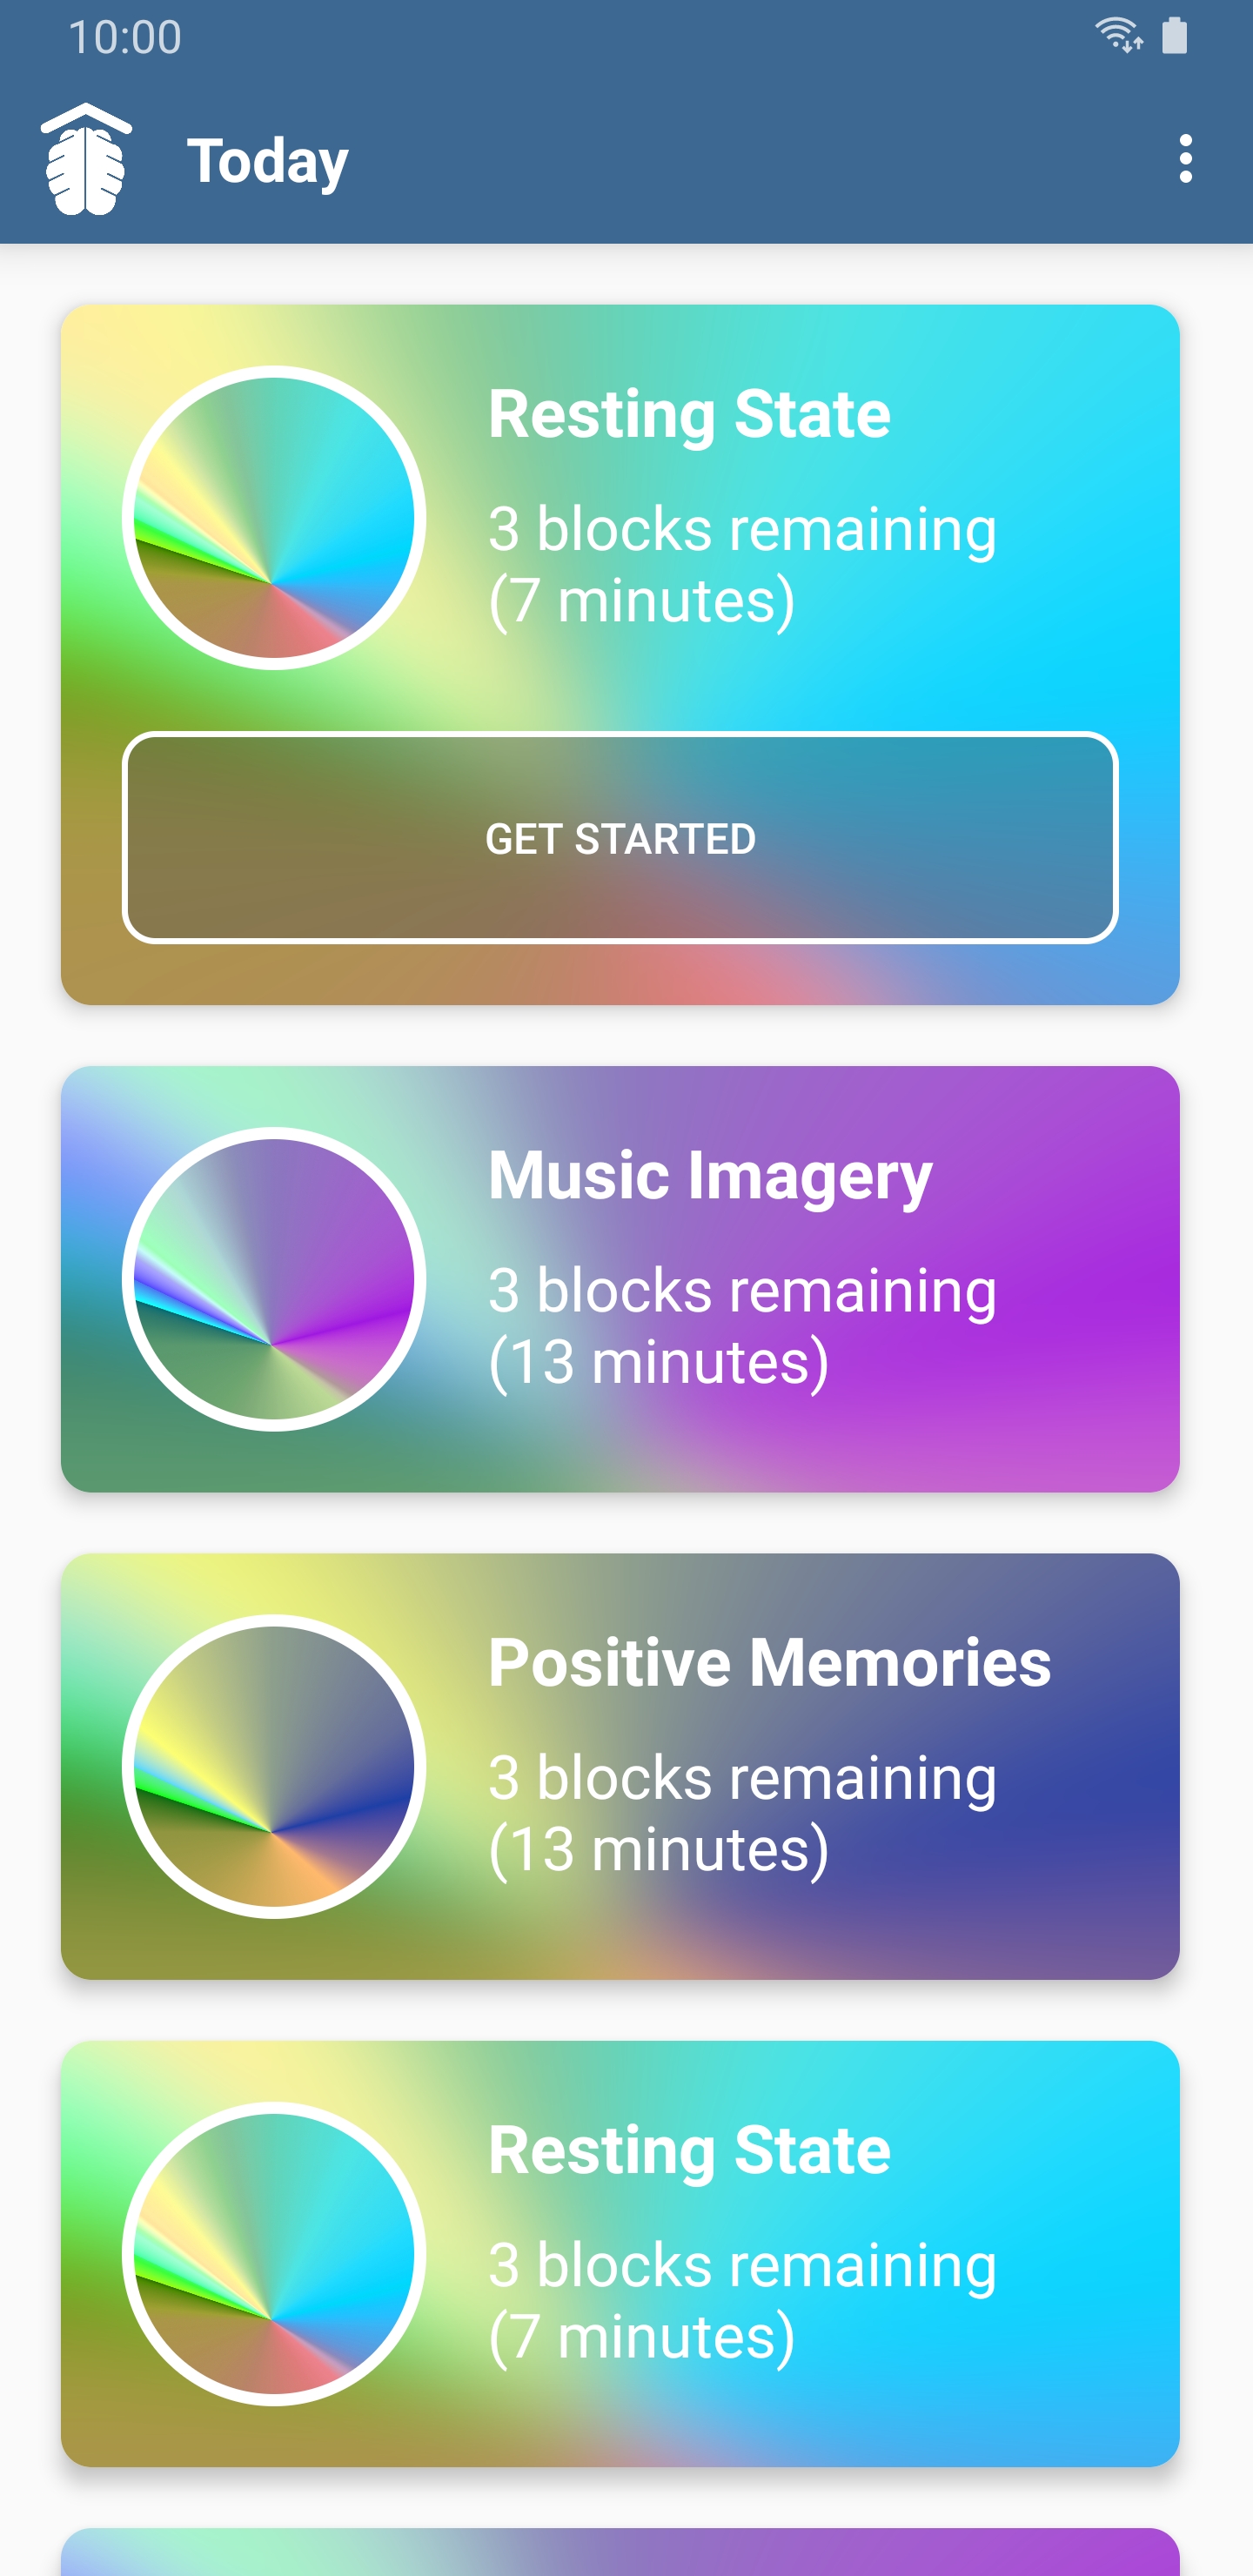 10:00
Today
Resting State
3 blocks remaining
(7 minutes)
GET STARTED
Music Imagery
3 blocks remaining
(13 minutes)
Positive Memories
3 blocks remaining
(13 minutes)
Resting State
3 blocks remaining
(7 minutes)